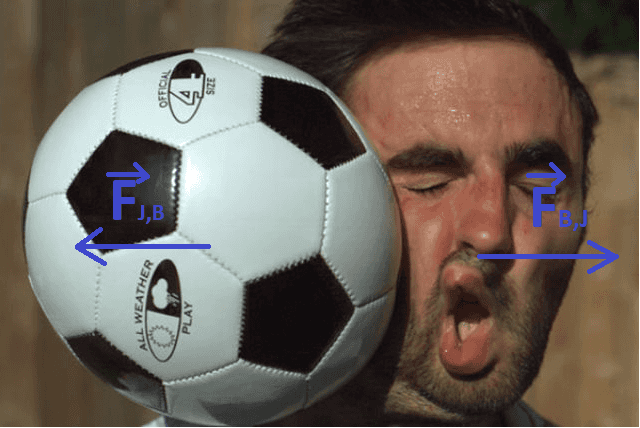 OFFICIAL
4
SIZE
F J,B
F B,J
ALL WEATHER
PLAY